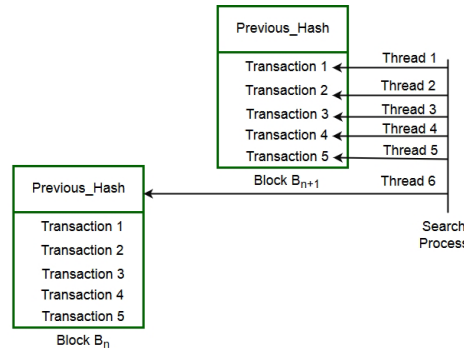 Previous_Hash
Transaction 1
Transaction 2
Transaction 3
Transaction 4
Transaction 5
Block Bn+1
Thread 1
Thread 2
Thread 3
Thread 4
Thread 5
Thread 6
Search
Process
Previous_Hash
Transaction 1
Transaction 2
Transaction 3
Transaction 4
Transaction 5
Block Bn